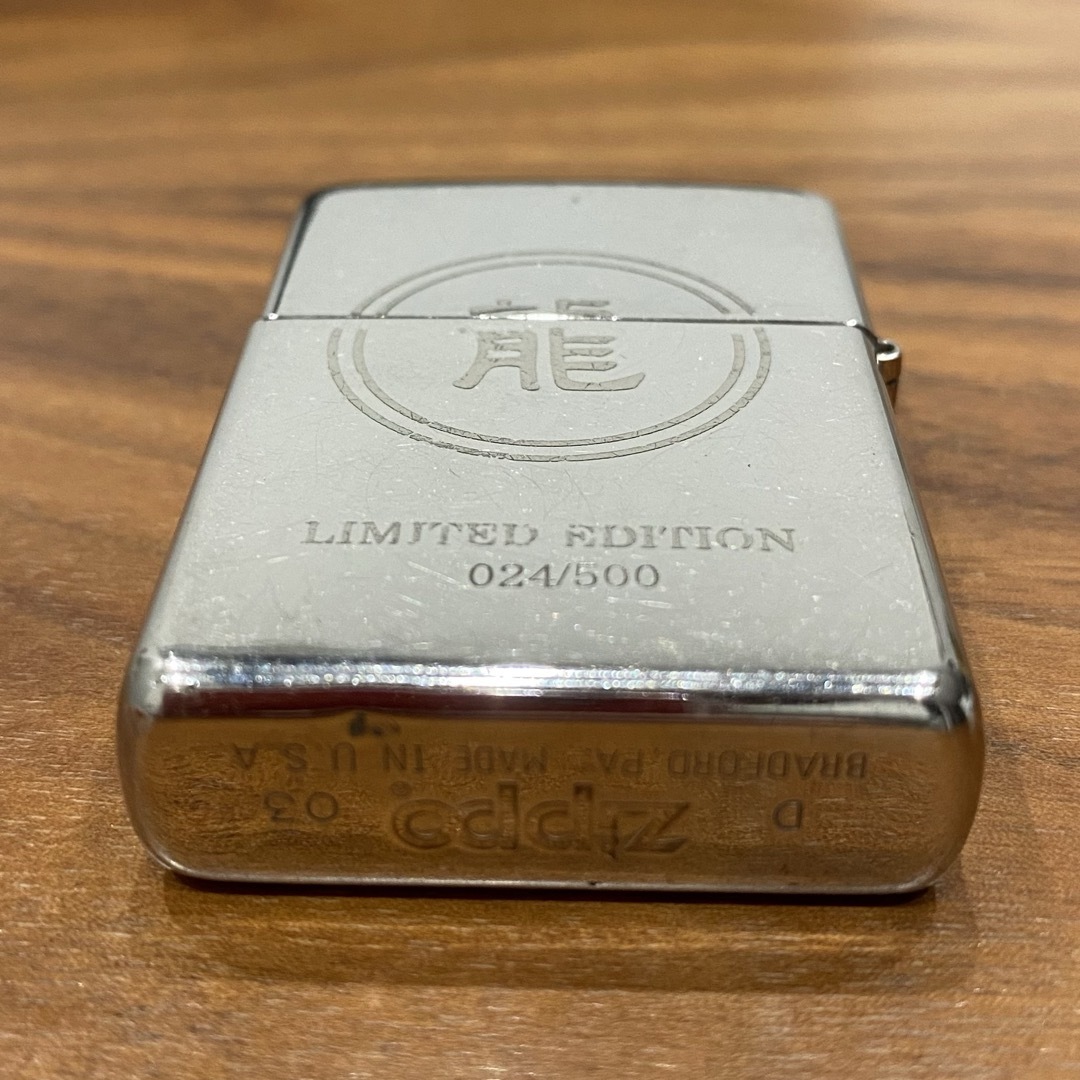 龍
LIMITED EDITION
024/500
D zippo 03
BRADFORD, PA. MADE IN U.S.A